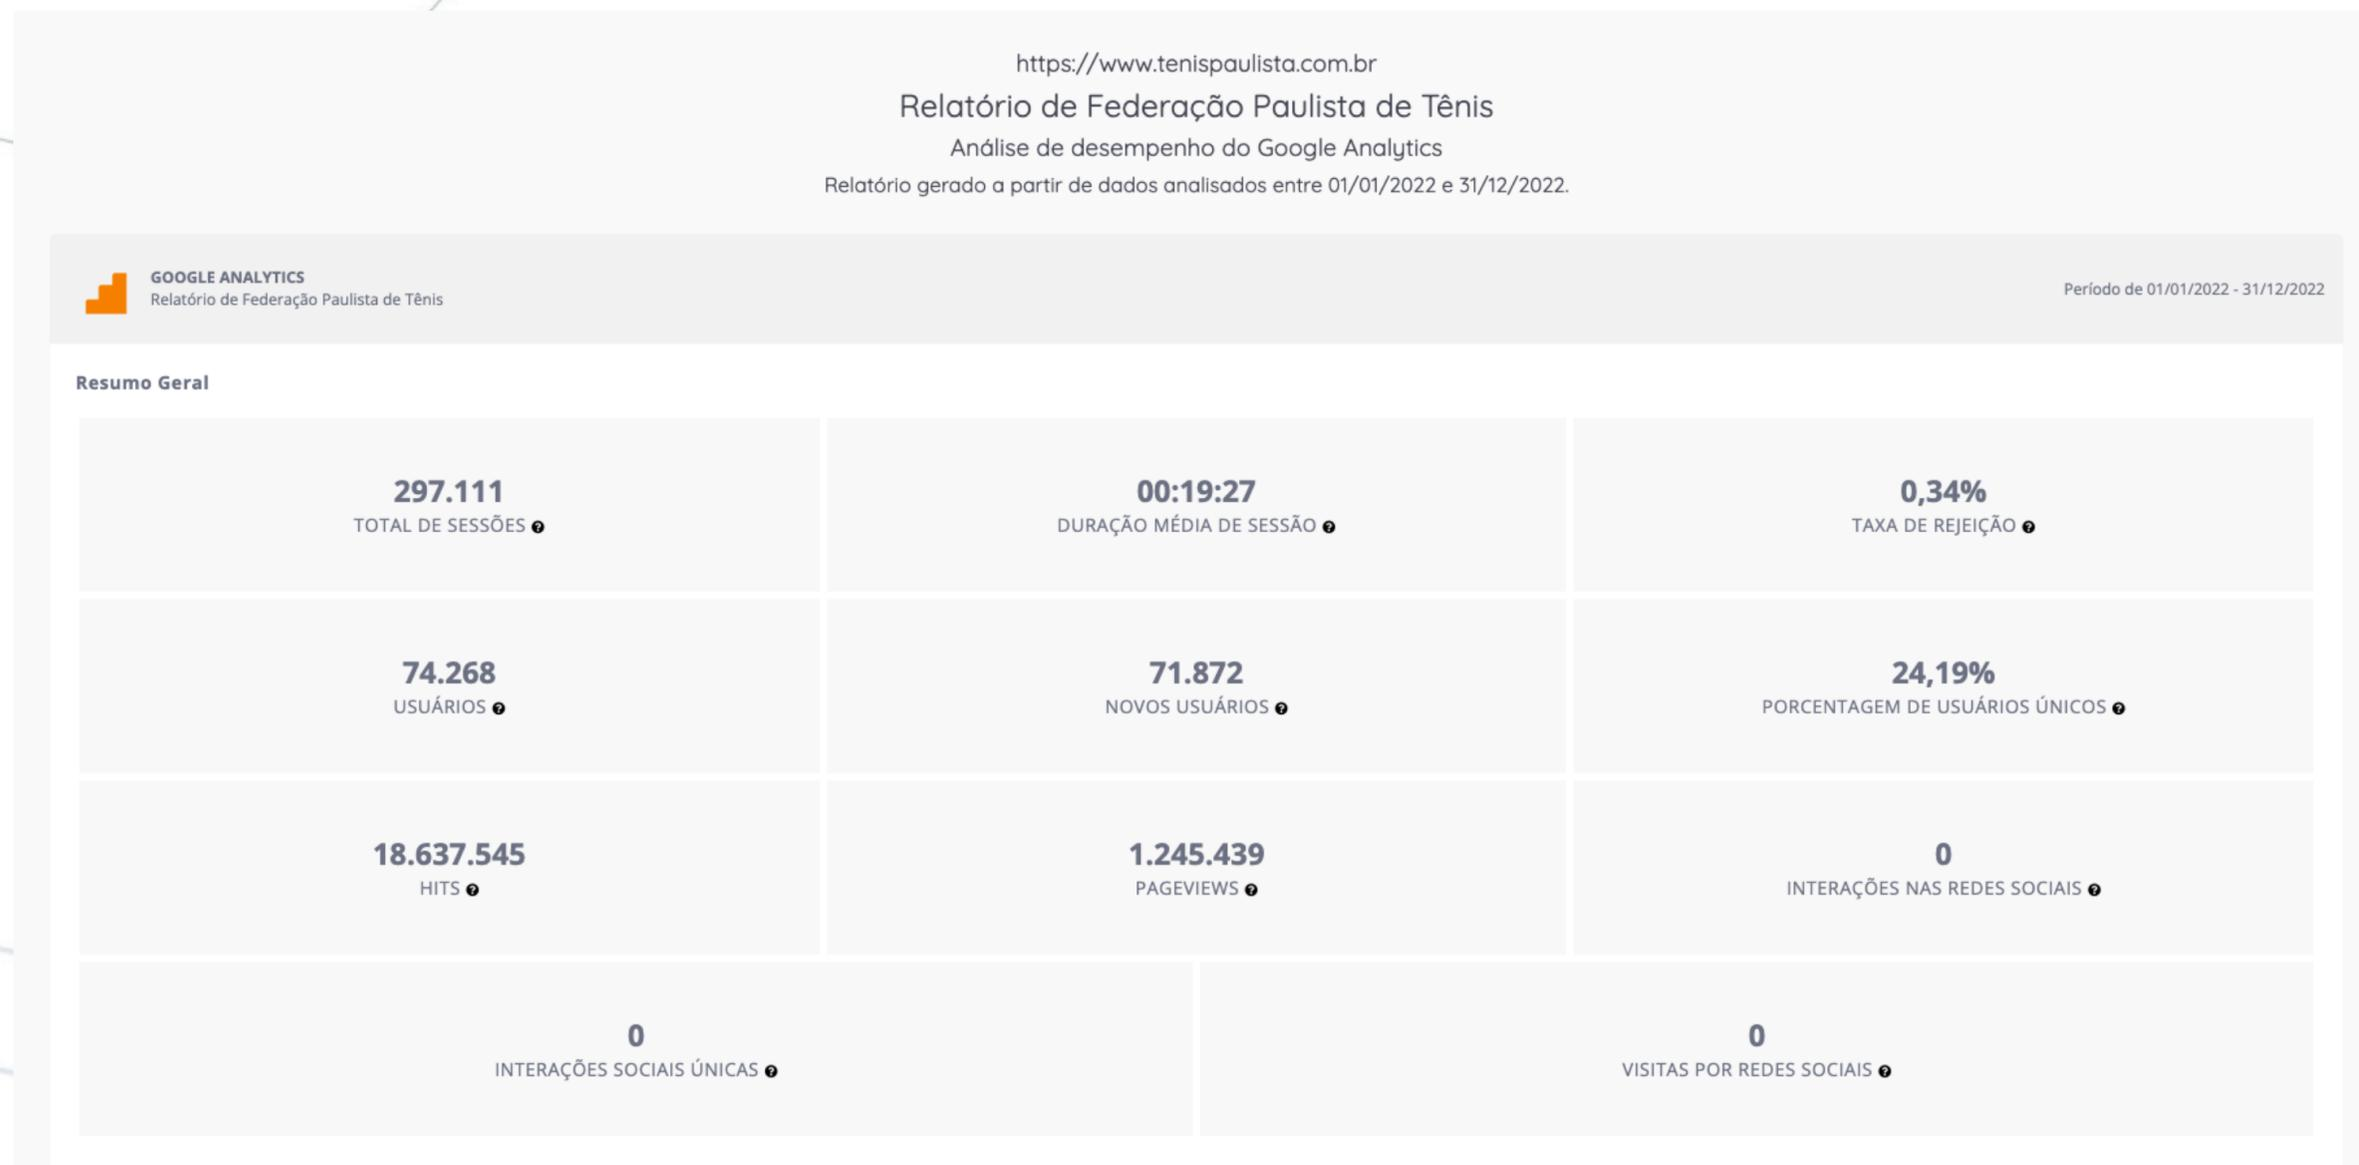 https://www.tenispaulista.com.br
Relatório de Federação Paulista de Tênis
Análise de desempenho do Google Analytics
Relatório gerado a partir de dados analisados entre 01/01/2022 e 31/12/2022.
GOOGLE ANALYTICS
Relatório de Federação Paulista de Tênis
Período de 01/01/2022 - 31/12/2022
Resumo Geral
297.111
TOTAL DE SESSÕES ?
00:19:27
DURAÇÃO MÉDIA DE SESSÃO ?
0,34%
TAXA DE REJEIÇÃO ?
74.268
USUÁRIOS ?
71.872
NOVOS USUÁRIOS ?
24,19%
PORCENTAGEM DE USUÁRIOS ÚNICOS ?
18.637.545
HITS ?
1.245.439
PAGEVIEWS ?
0
INTERAÇÕES NAS REDES SOCIAIS ?
0
INTERAÇÕES SOCIAIS ÚNICAS ?
0
VISITAS POR REDES SOCIAIS ?